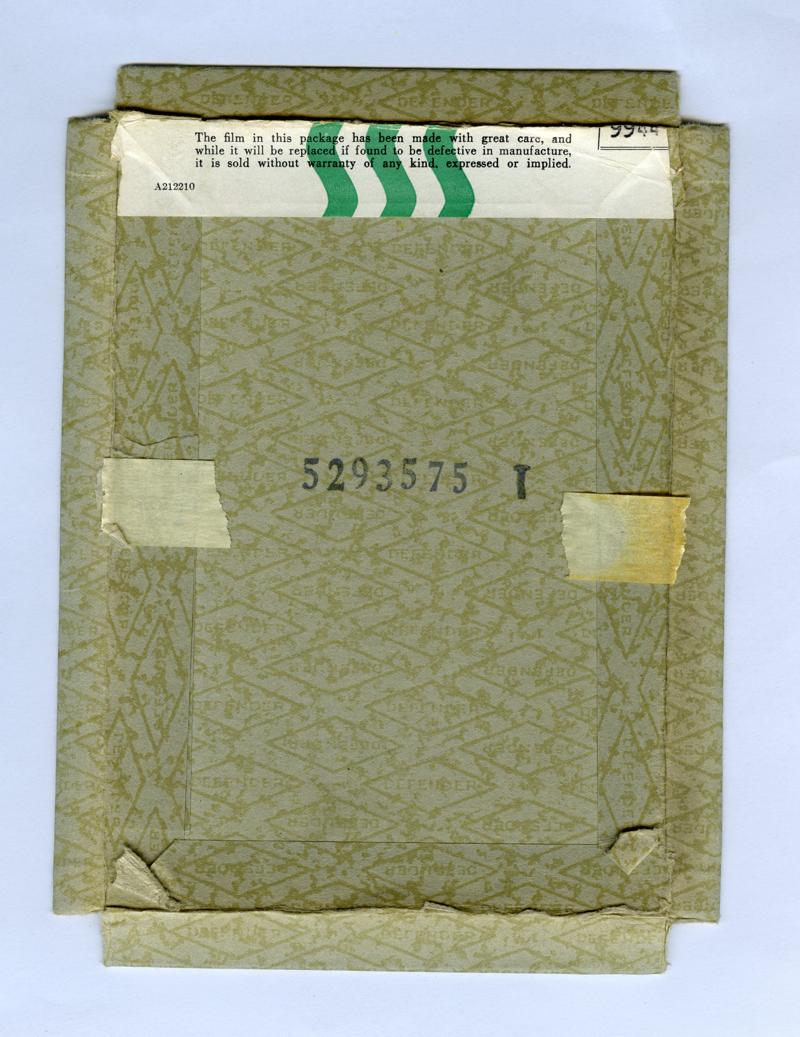 DEFENDER DEFENDER DEFENDER
The film in this package has been made with great care, and
while it will be replaced if found to be defective in manufacture,
it is sold without warranty of any kind, expressed or implied.
A212210
5293575 T